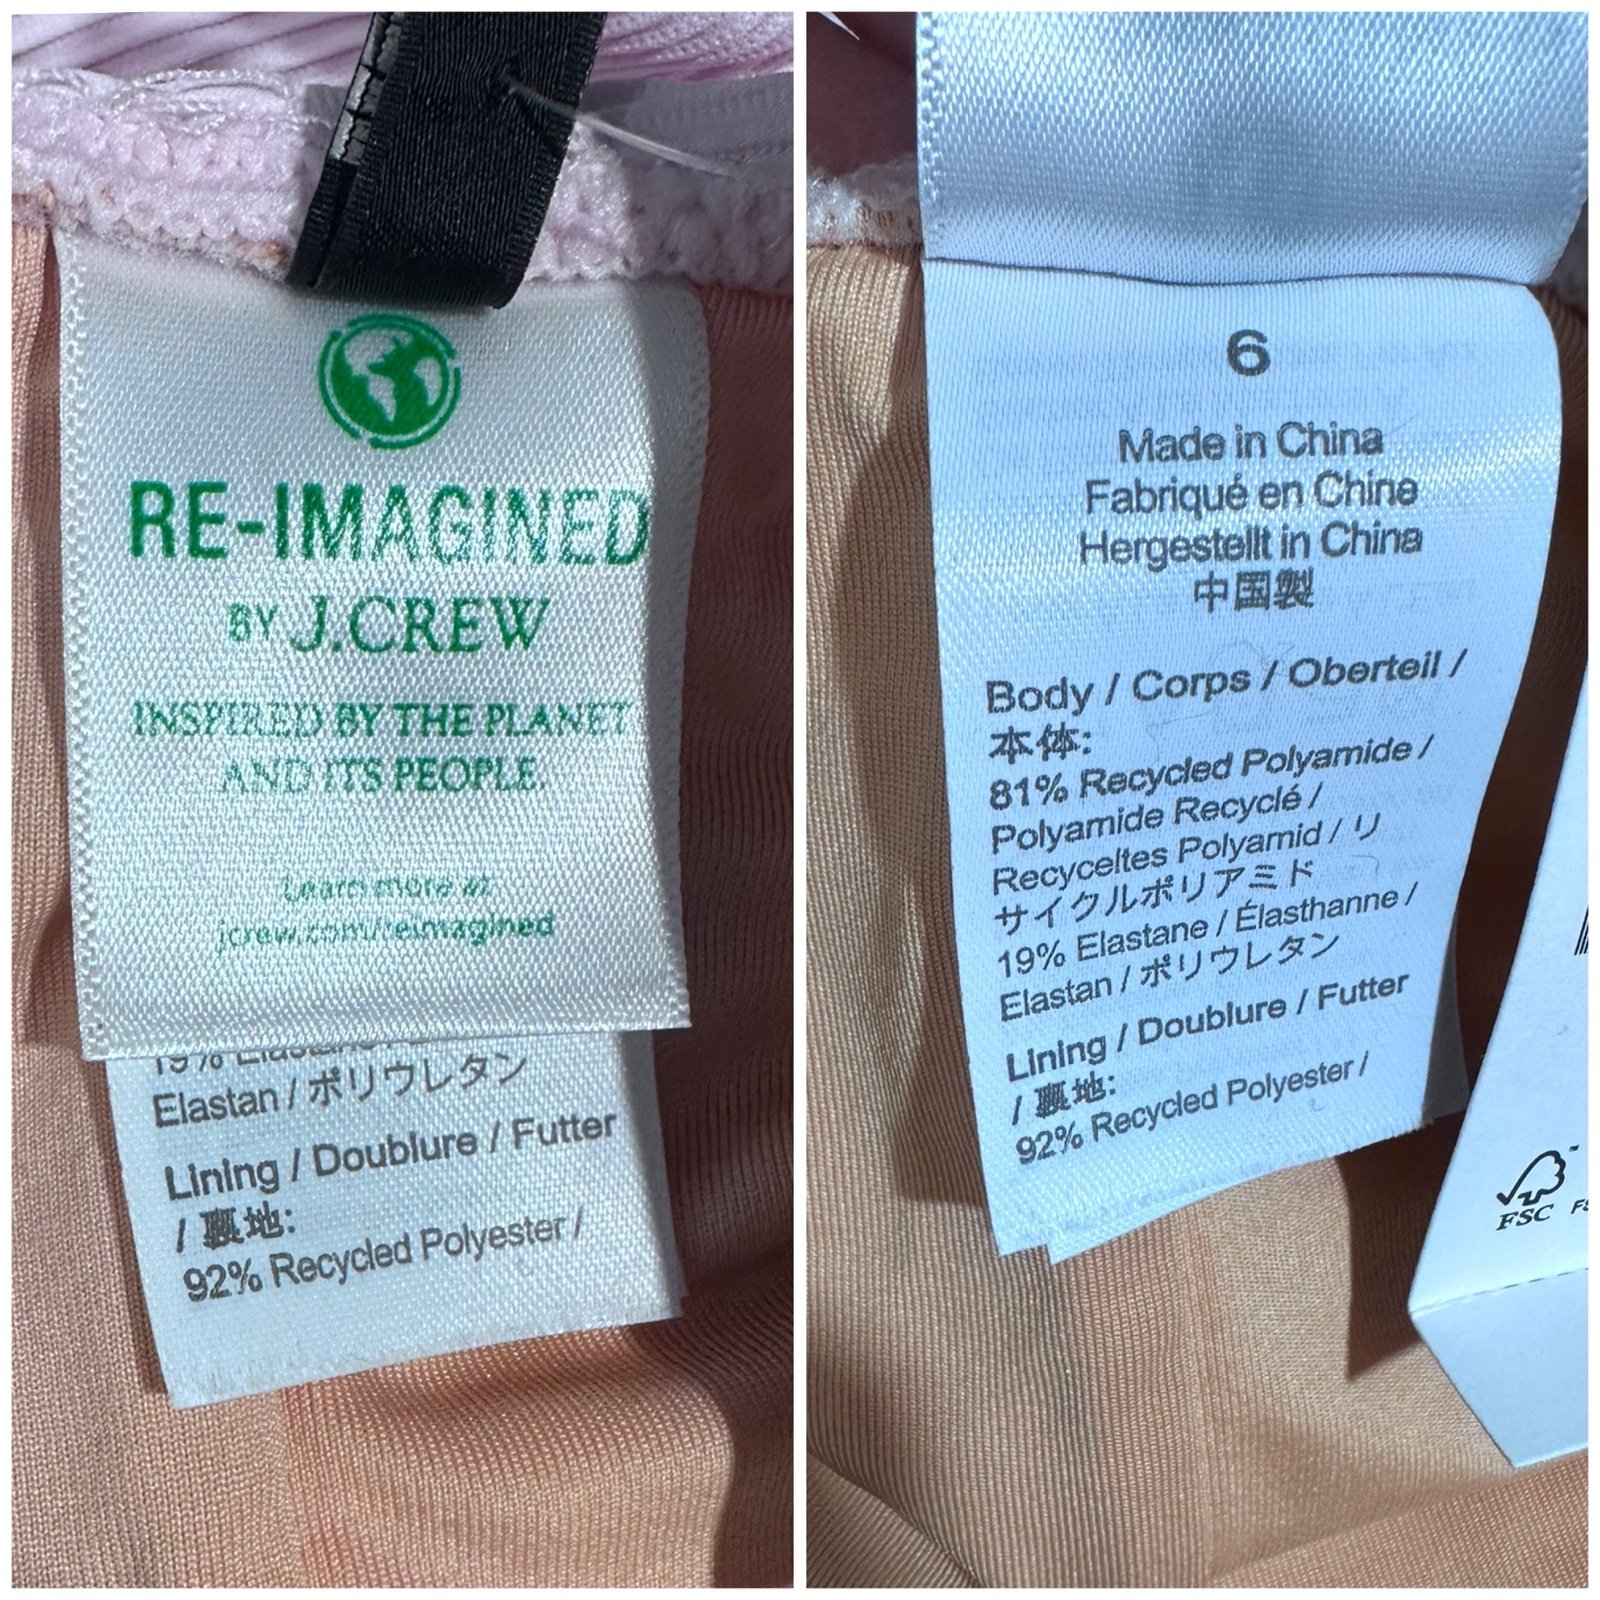 RE-IMAGINED
BY J.CREW
INSPIRED BY THE PLANET
AND ITS PEOPLE.
Learn more at
jcrew.com/reimagined
19%
Elastan / ポリウレタン
Lining / Doublure / Futter
/ 裏地:
92% Recycled Polyester /
6
Made in China
Fabriqué en Chine
Hergestellt in China
中国製
Body / Corps / Oberteil /
本体:
81% Recycled Polyamide /
Polyamide Recyclé /
Recyceltes Polyamid / リ
サイクルポリアミド
19% Elastane / Élasthanne /
Elastan / ポリウレタン
Lining / Doublure / Futter
/ 裏地:
92% Recycled Polyester /
FSC